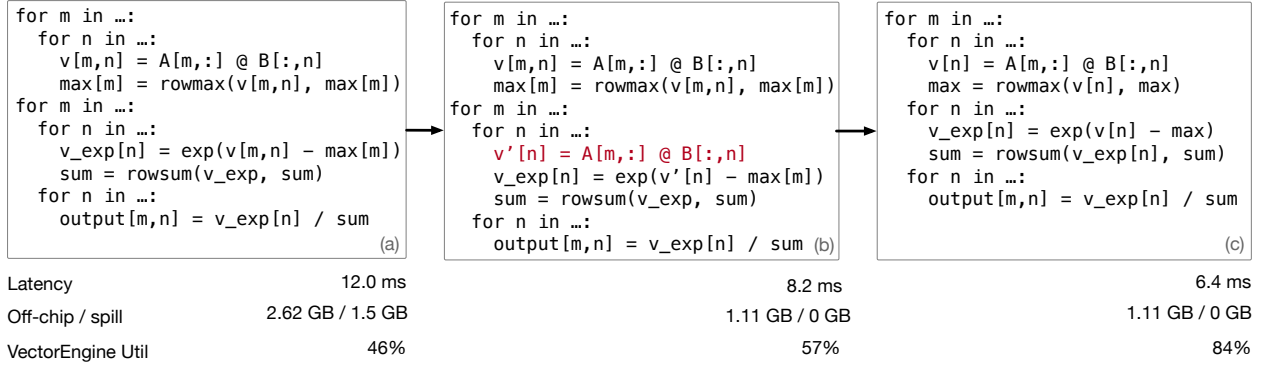 for m in …:
  for n in …:
    v[m,n] = A[m,:] @ B[:,n]
    max[m] = rowmax(v[m,n], max[m])
for m in …:
  for n in …:
    v_exp[n] = exp(v[m,n] – max[m])
    sum = rowsum(v_exp, sum)
  for n in …:
    output[m,n] = v_exp[n] / sum
(a)
for m in …:
  for n in …:
    v[m,n] = A[m,:] @ B[:,n]
    max[m] = rowmax(v[m,n], max[m])
for m in …:
  for n in …:
    v’[n] = A[m,:] @ B[:,n]
    v_exp[n] = exp(v’[n] – max[m])
    sum = rowsum(v_exp, sum)
  for n in …:
    output[m,n] = v_exp[n] / sum
(b)
for m in …:
  for n in …:
    v[n] = A[m,:] @ B[:,n]
    max = rowmax(v[n], max)
  for n in …:
    v_exp[n] = exp(v[n] – max)
    sum = rowsum(v_exp[n], sum)
  for n in …:
    output[m,n] = v_exp[n] / sum
(c)
Latency 12.0 ms 8.2 ms 6.4 ms
Off-chip / spill 2.62 GB / 1.5 GB 1.11 GB / 0 GB 1.11 GB / 0 GB
VectorEngine Util 46% 57% 84%